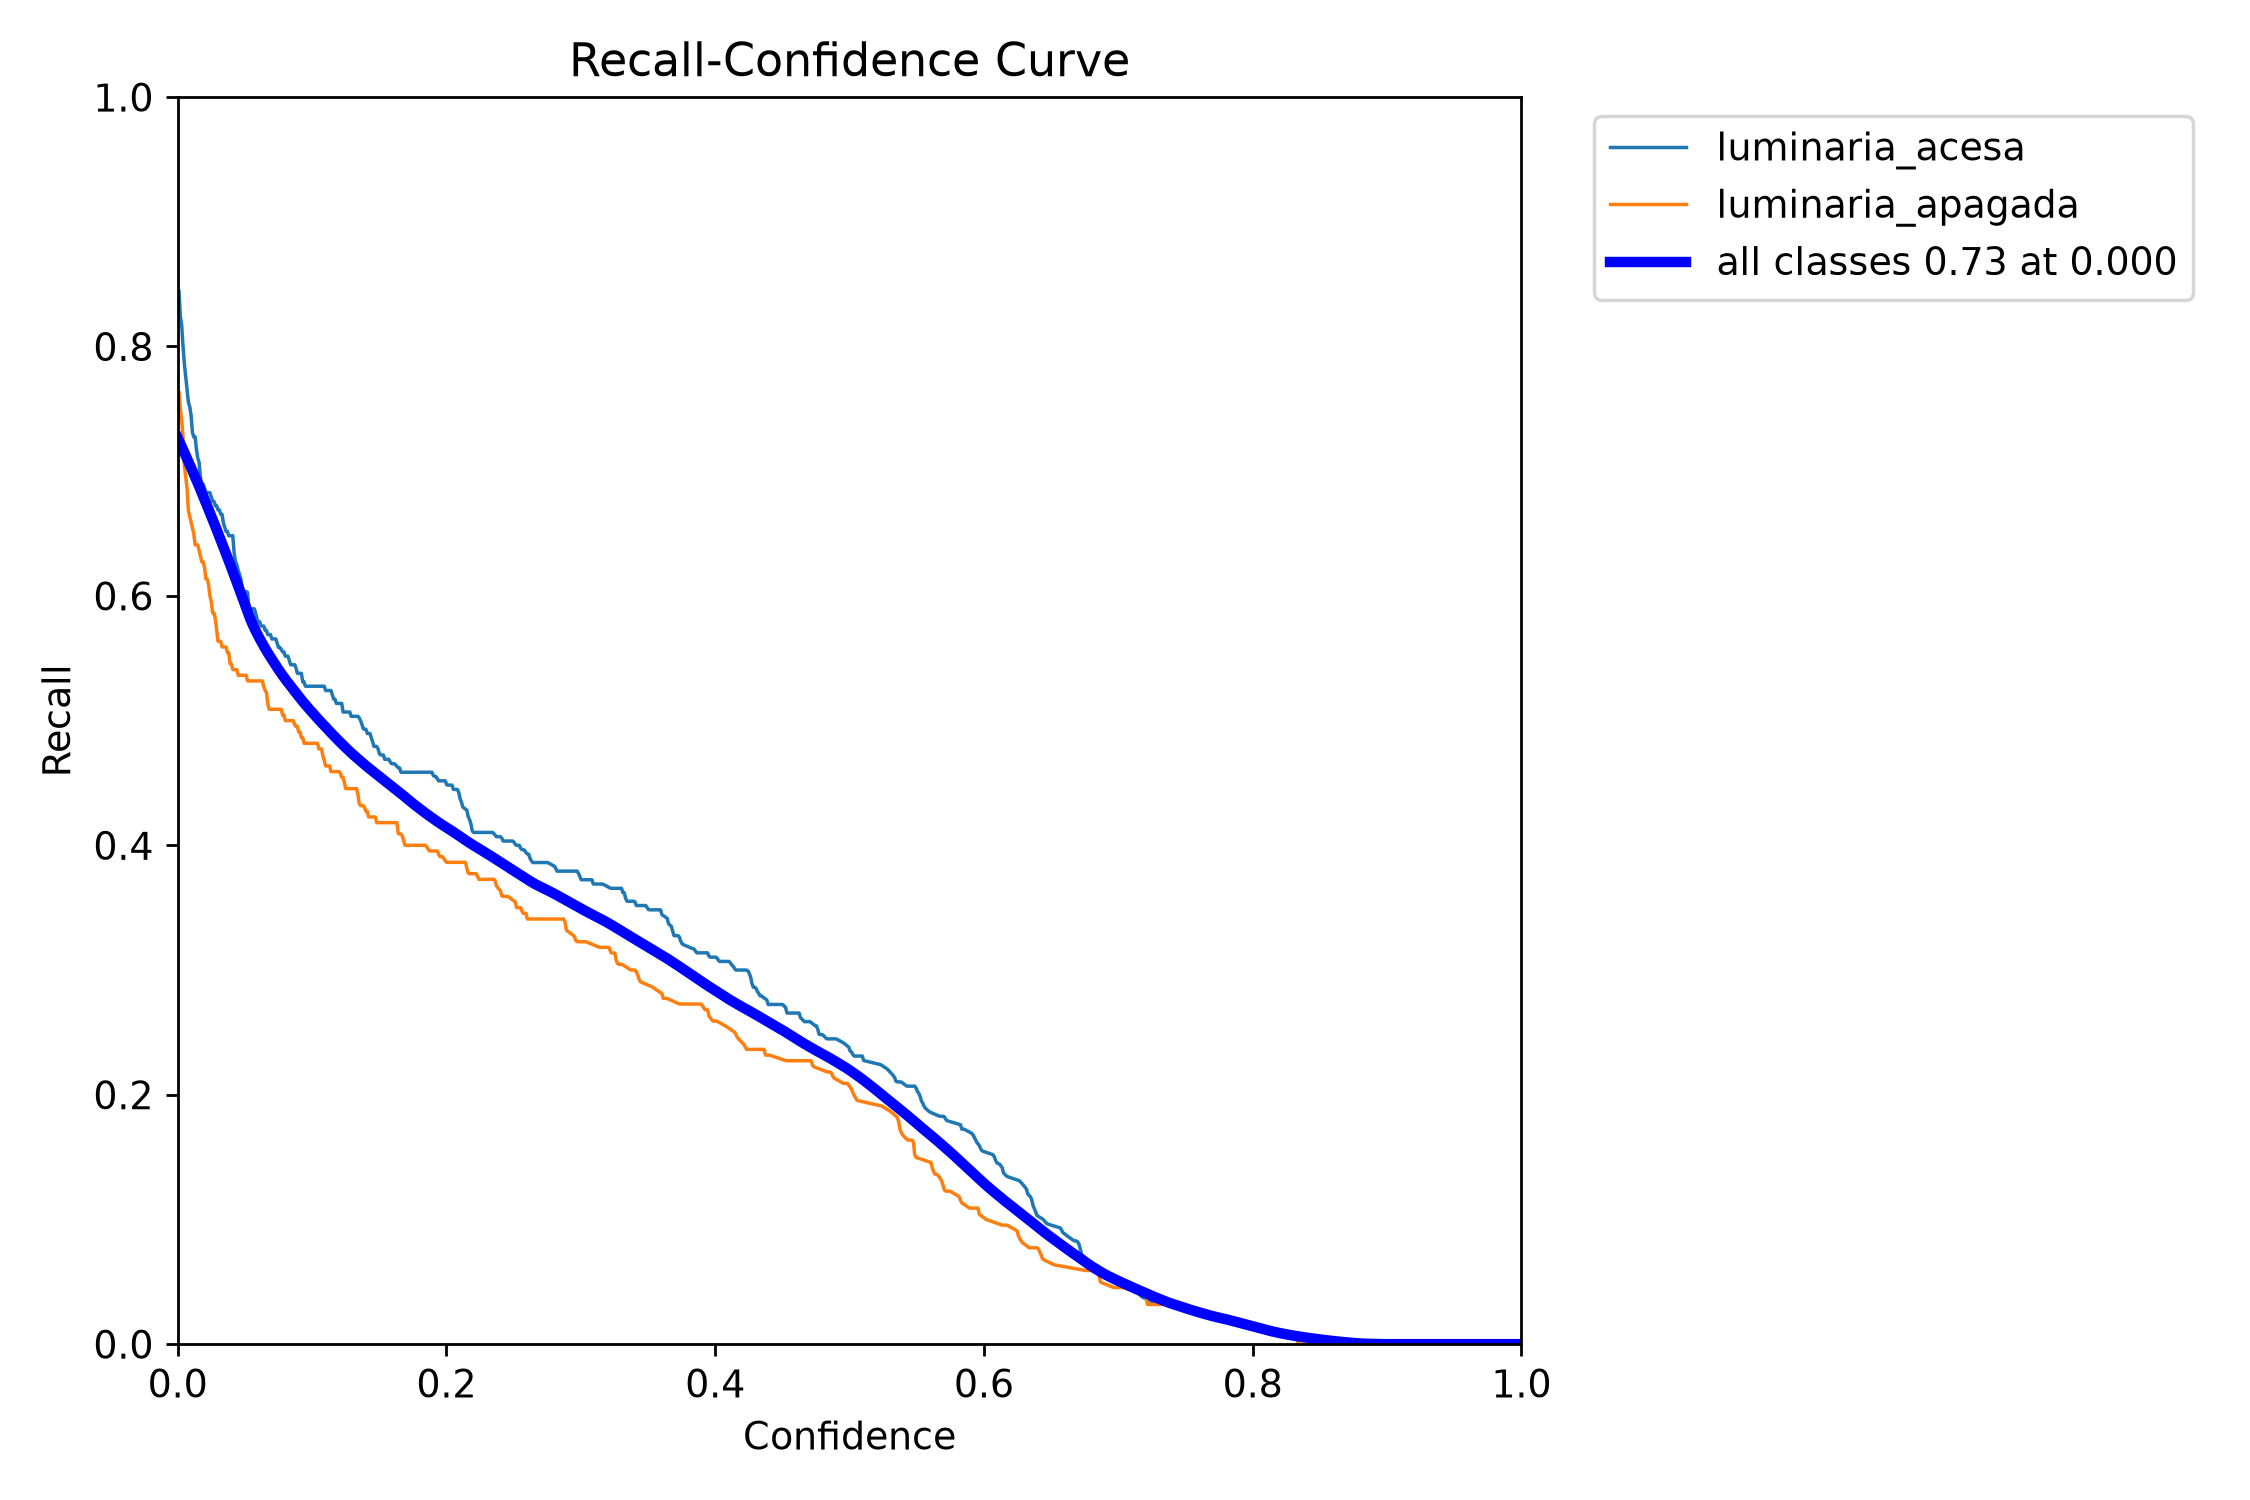 Recall-Confidence Curve
1.0
0.8
0.6
0.4
0.2
0.0
Recall
0.0 0.2 0.4 0.6 0.8 1.0
Confidence
luminaria_acesa
luminaria_apagada
all classes 0.73 at 0.000